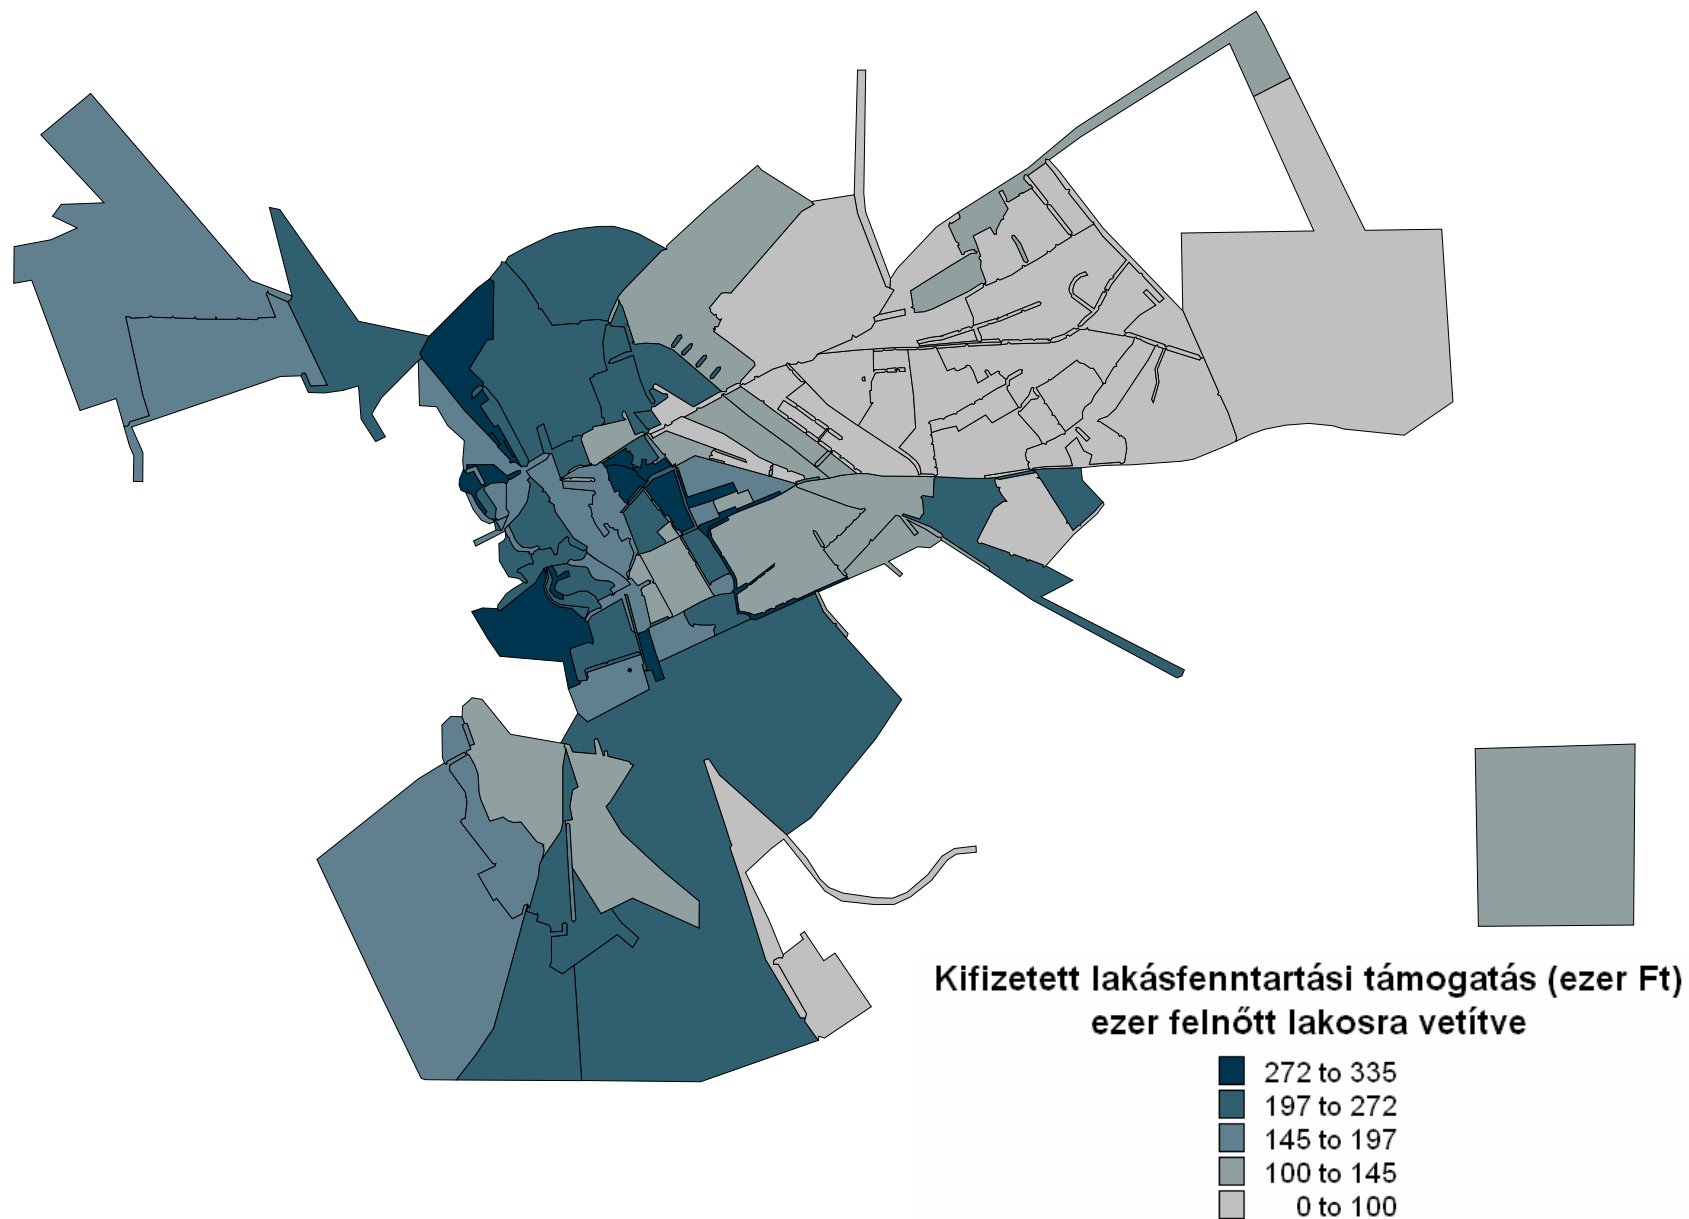 Kifizetett lakásfenntartási támogatás (ezer Ft)
ezer felnőtt lakosra vetítve
272 to 335
197 to 272
145 to 197
100 to 145
0 to 100